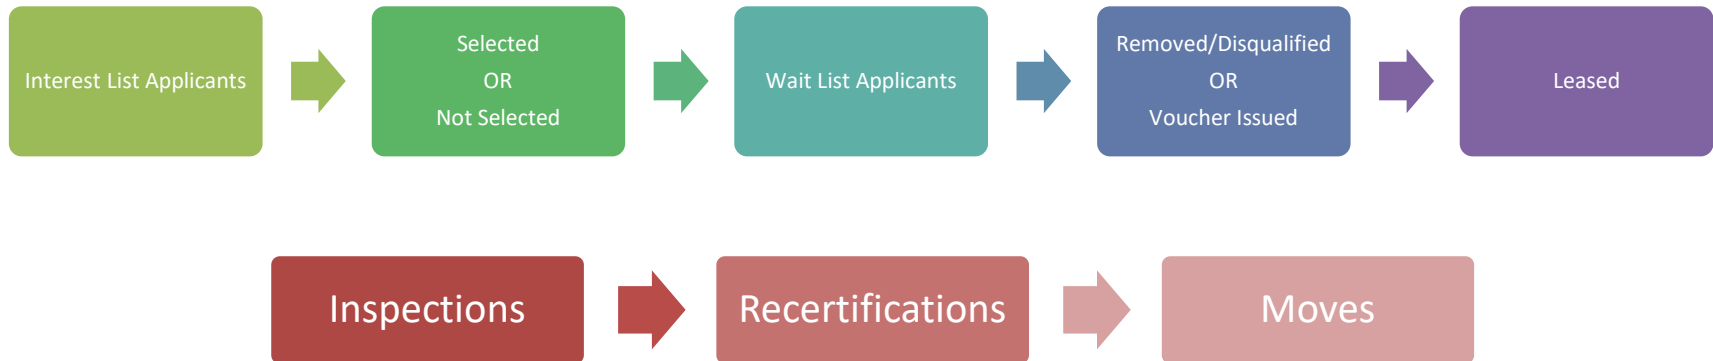 Interest List Applicants
Selected
OR
Not Selected
Wait List Applicants
Removed/Disqualified
OR
Voucher Issued
Leased
Inspections
Recertifications
Moves